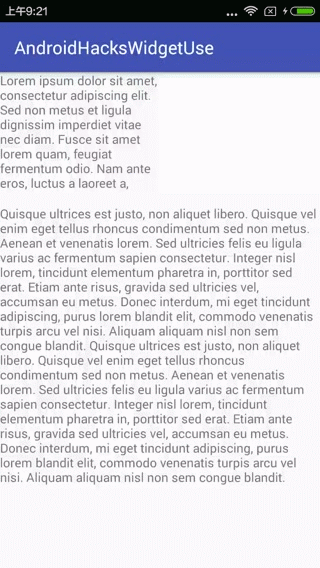 上午9:21
AndroidHacksWidgetUse
Lorem ipsum dolor sit amet,
consectetur adipiscing elit.
Sed non metus et ligula
dignissim imperdiet vitae
nec diam. Fusce sit amet
lorem quam, feugiat
fermentum odio. Nam ante
eros, luctus a laoreet a,
Quisque ultrices est justo, non aliquet libero. Quisque vel
enim eget tellus rhoncus condimentum sed non metus.
Aenean et venenatis lorem. Sed ultricies felis eu ligula
varius ac fermentum sapien consectetur. Integer nisl
lorem, tincidunt elementum pharetra in, porttitor sed
erat. Etiam ante risus, gravida sed ultricies vel,
accumsan eu metus. Donec interdum, mi eget tincidunt
adipiscing, purus lorem blandit elit, commodo venenatis
turpis arcu vel nisi. Aliquam aliquam nisl non sem
congue blandit. Quisque ultrices est justo, non aliquet
libero. Quisque vel enim eget tellus rhoncus
condimentum sed non metus. Aenean et venenatis
lorem. Sed ultricies felis eu ligula varius ac fermentum
sapien consectetur. Integer nisl lorem, tincidunt
elementum pharetra in, porttitor sed erat. Etiam ante
risus, gravida sed ultricies vel, accumsan eu metus.
Donec interdum, mi eget tincidunt adipiscing, purus
lorem blandit elit, commodo venenatis turpis arcu vel
nisi. Aliquam aliquam nisl non sem congue blandit.